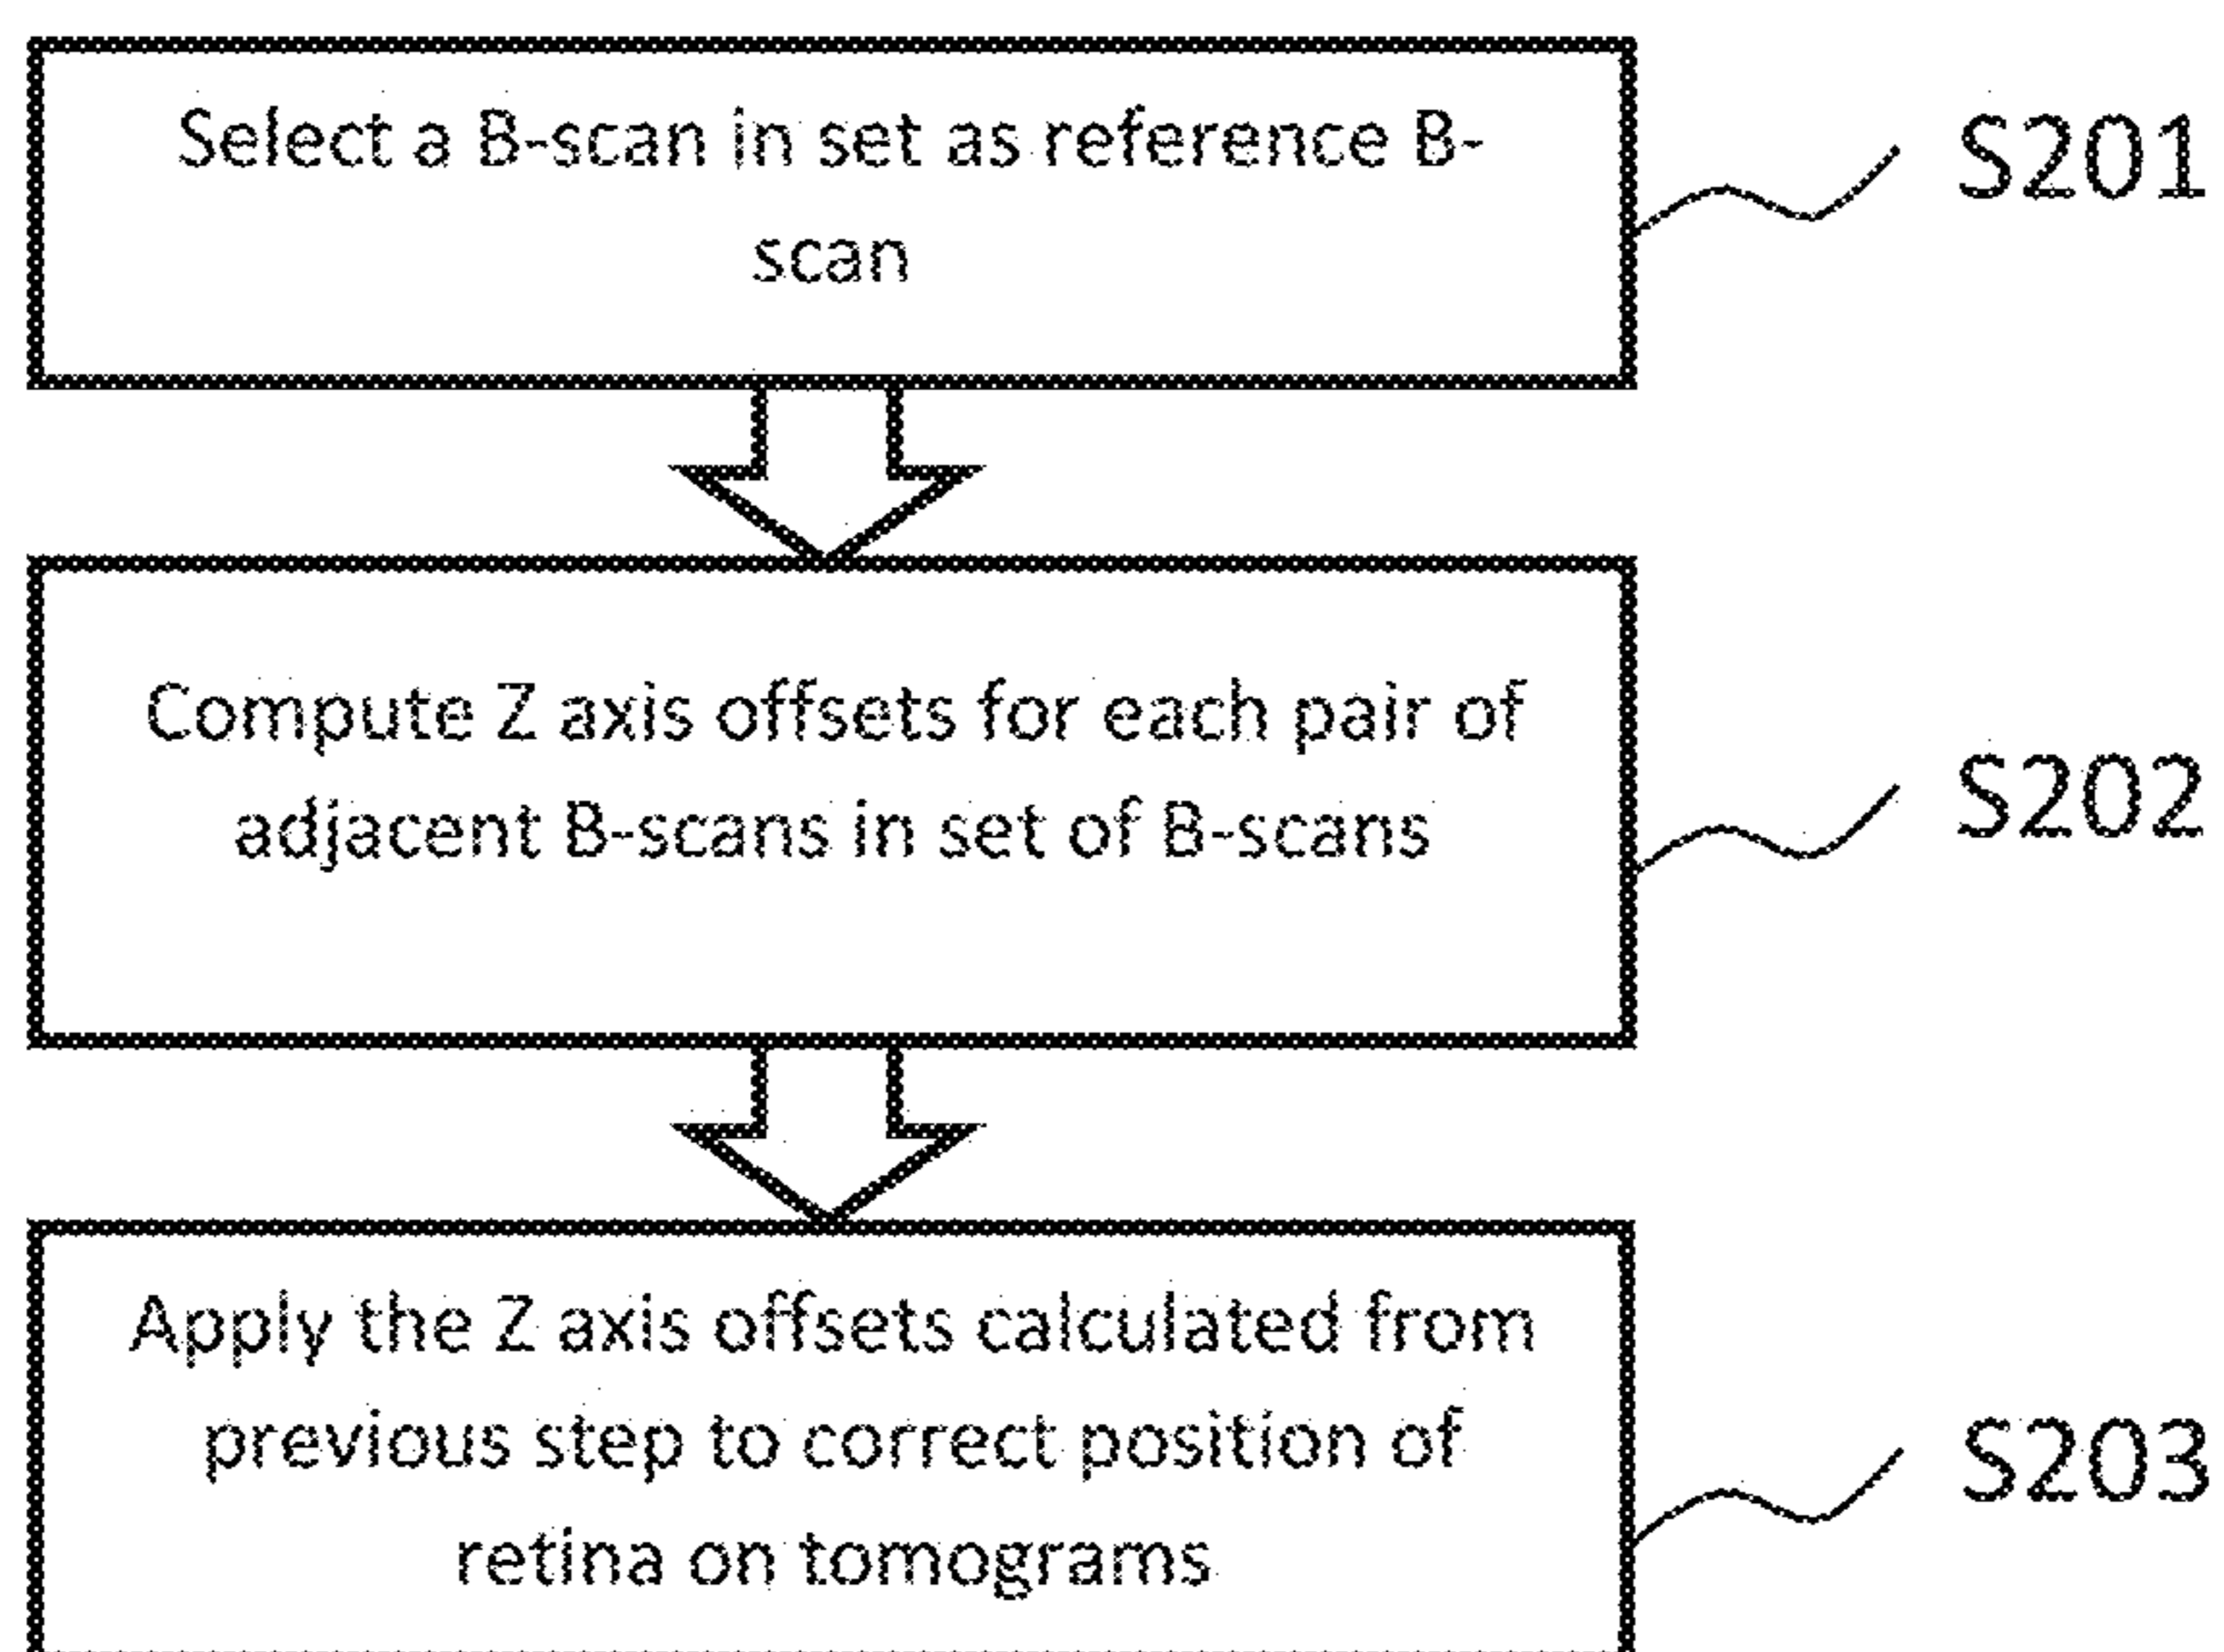 Select a B-scan in set as reference B-
scan
S201
Compute Z axis offsets for each pair of
adjacent B-scans in set of B-scans
S202
Apply the Z axis offsets calculated from
previous step to correct position of
retina on tomograms
S203